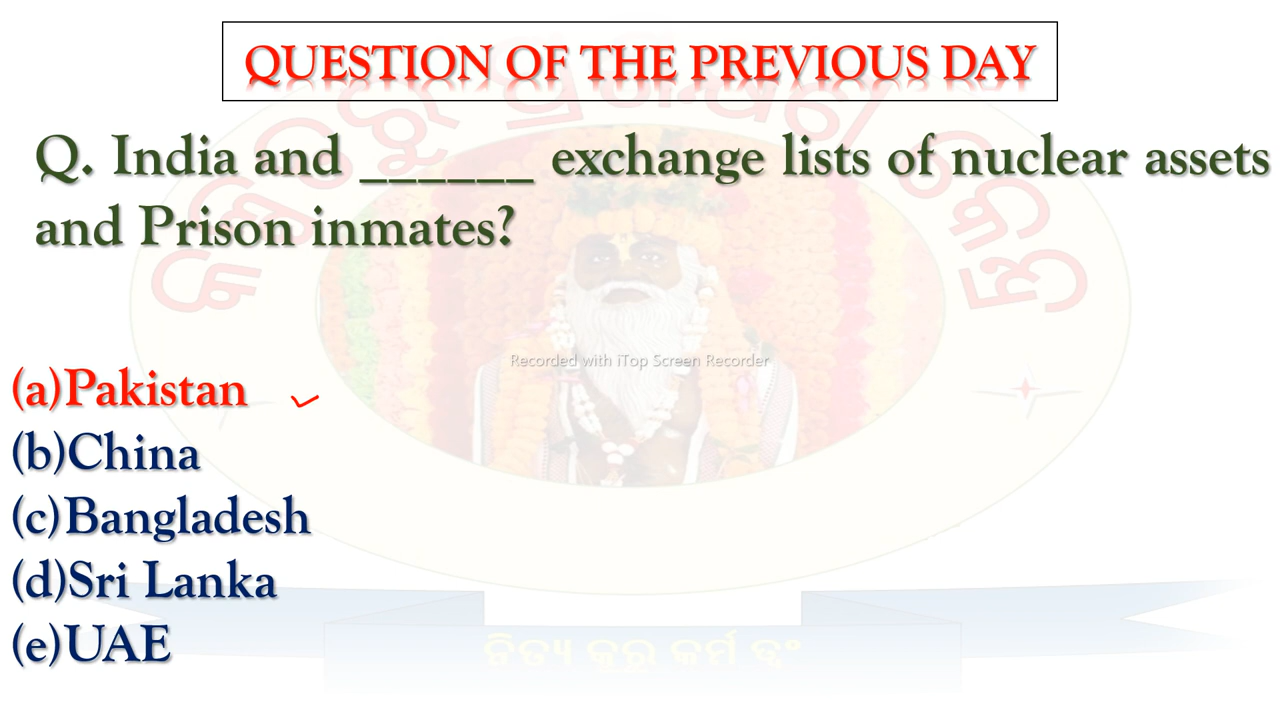 QUESTION OF THE PREVIOUS DAY
Q. India and ______ exchange lists of nuclear assets
and Prison inmates?
Recorded with iTop Screen Recorder
(a)Pakistan
(b)China
(c)Bangladesh
(d)Sri Lanka
(e)UAE